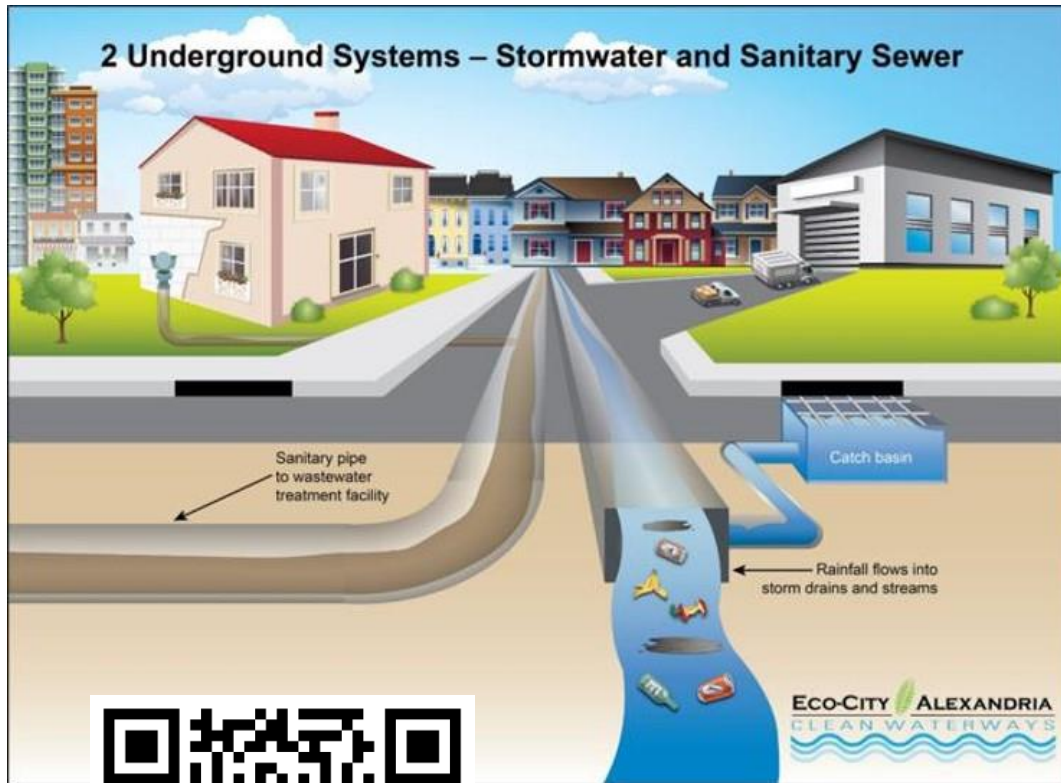 2 Underground Systems – Stormwater and Sanitary Sewer
Sanitary pipe
to wastewater
treatment facility
Catch basin
Rainfall flows into
storm drains and streams
ECO-CITY ALEXANDRIA
CLEAN WATERWAYS